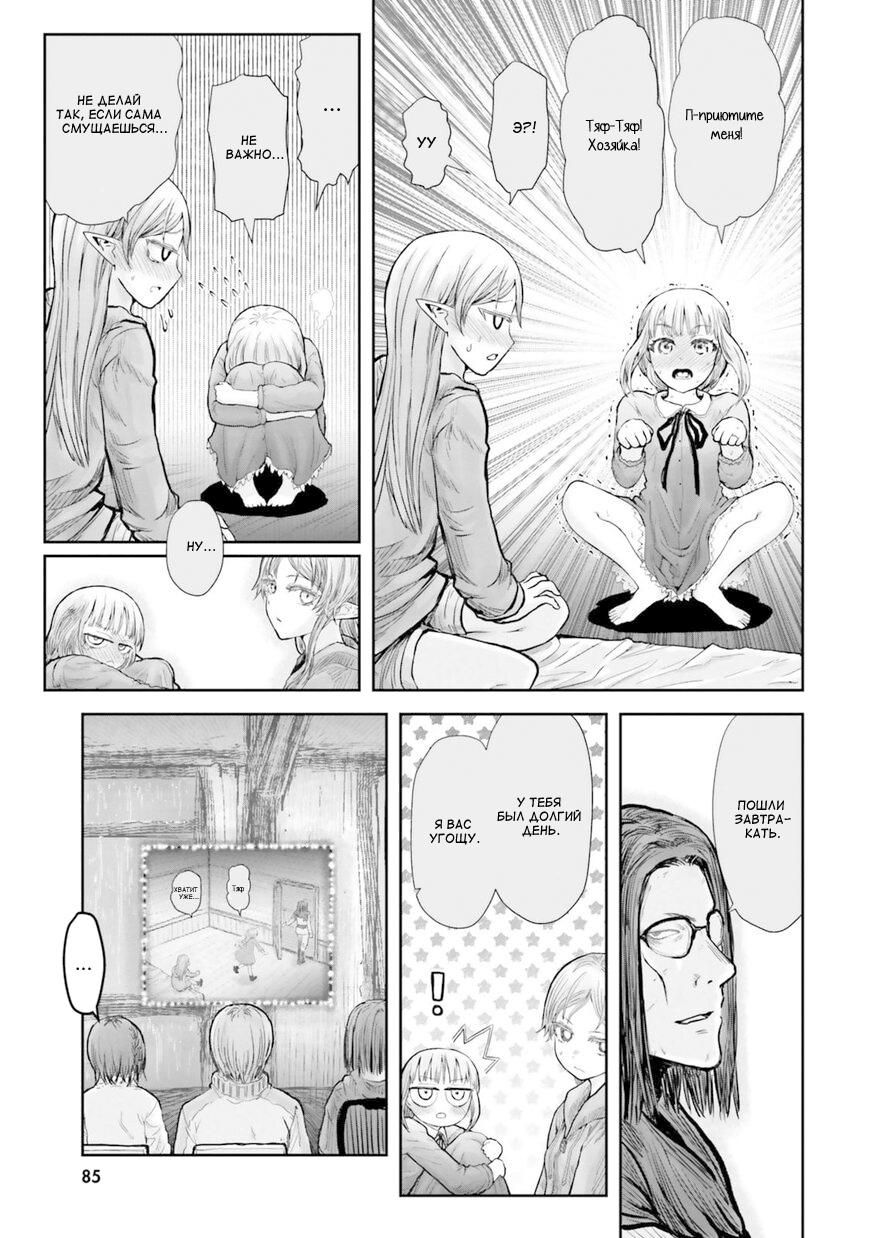 П-приютите
меня!
Тяф-Тяф!
Хозяйка!
Э?!
УУ
...
НЕ
ВАЖНО...
НЕ ДЕЛАЙ
ТАК, ЕСЛИ САМА
СМУЩАЕШЬСЯ...
НУ...
ПОШЛИ
ЗАВТРА-
КАТЬ.
У ТЕБЯ
БЫЛ ДОЛГИЙ
ДЕНЬ.
Я ВАС
УГОЩУ.
!
Тяф
ХВАТИТ
УЖЕ...
...
85